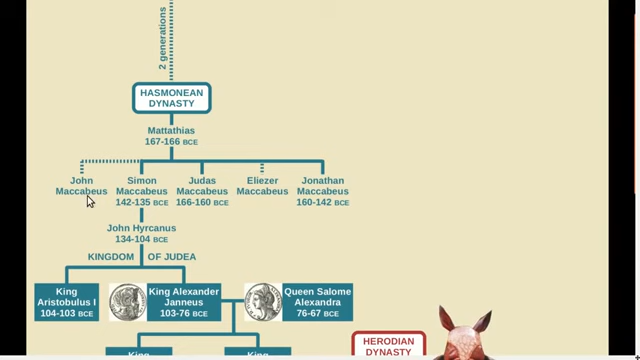 2 generations
HASMONEAN
DYNASTY
Mattathias
167-166 BCE
John
Maccabeus
Simon
Maccabeus
142-135 BCE
Judas
Maccabeus
166-160 BCE
Eliezer
Maccabeus
Jonathan
Maccabeus
160-142 BCE
John Hyrcanus
134-104 BCE
KINGDOM OF JUDEA
King
Aristobulus I
104-103 BCE
King Alexander
Janneus
103-76 BCE
Queen Salome
Alexandra
76-67 BCE
HERODIAN
DYNASTY
King
King